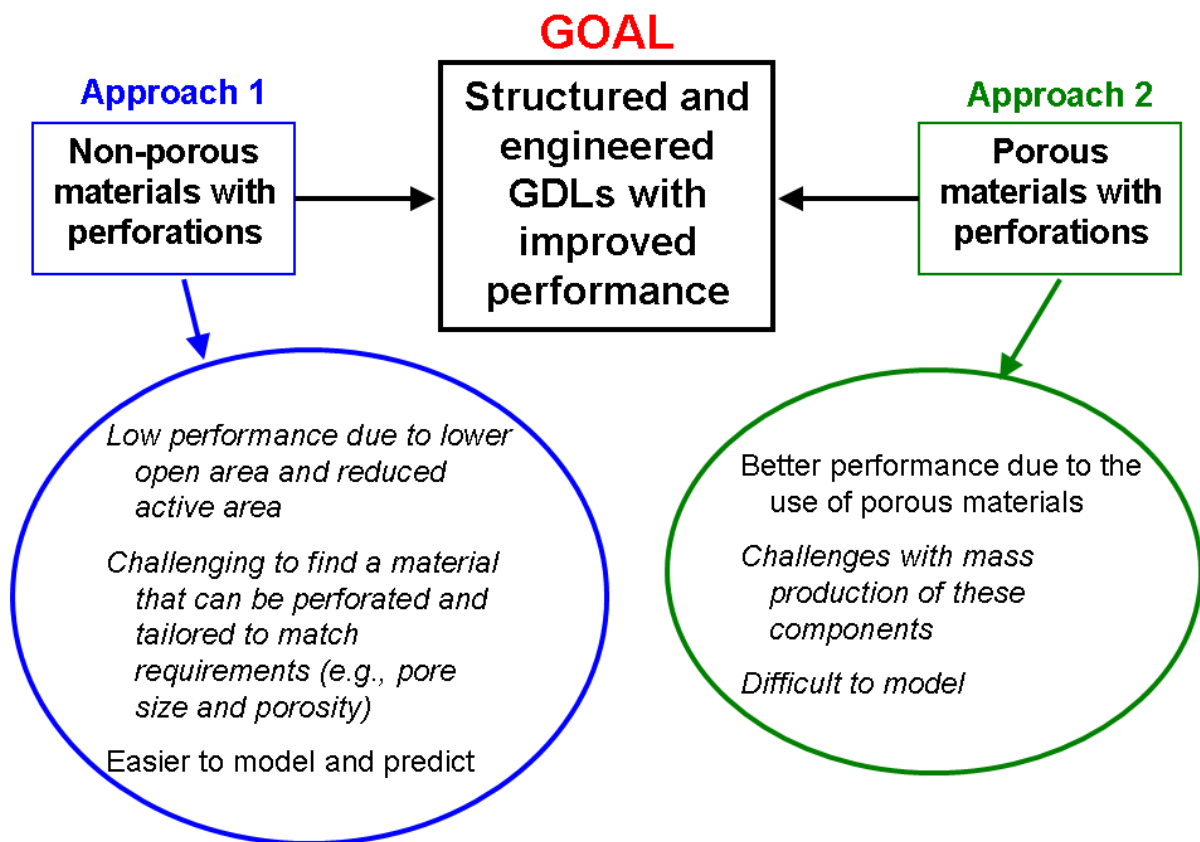 GOAL
Structured and
engineered
GDLs with
improved
performance
Approach 1
Non-porous
materials with
perforations
Low performance due to lower
open area and reduced
active area
Challenging to find a material
that can be perforated and
tailored to match
requirements (e.g., pore
size and porosity)
Easier to model and predict
Approach 2
Porous
materials with
perforations
Better performance due to the
use of porous materials
Challenges with mass
production of these
components
Difficult to model